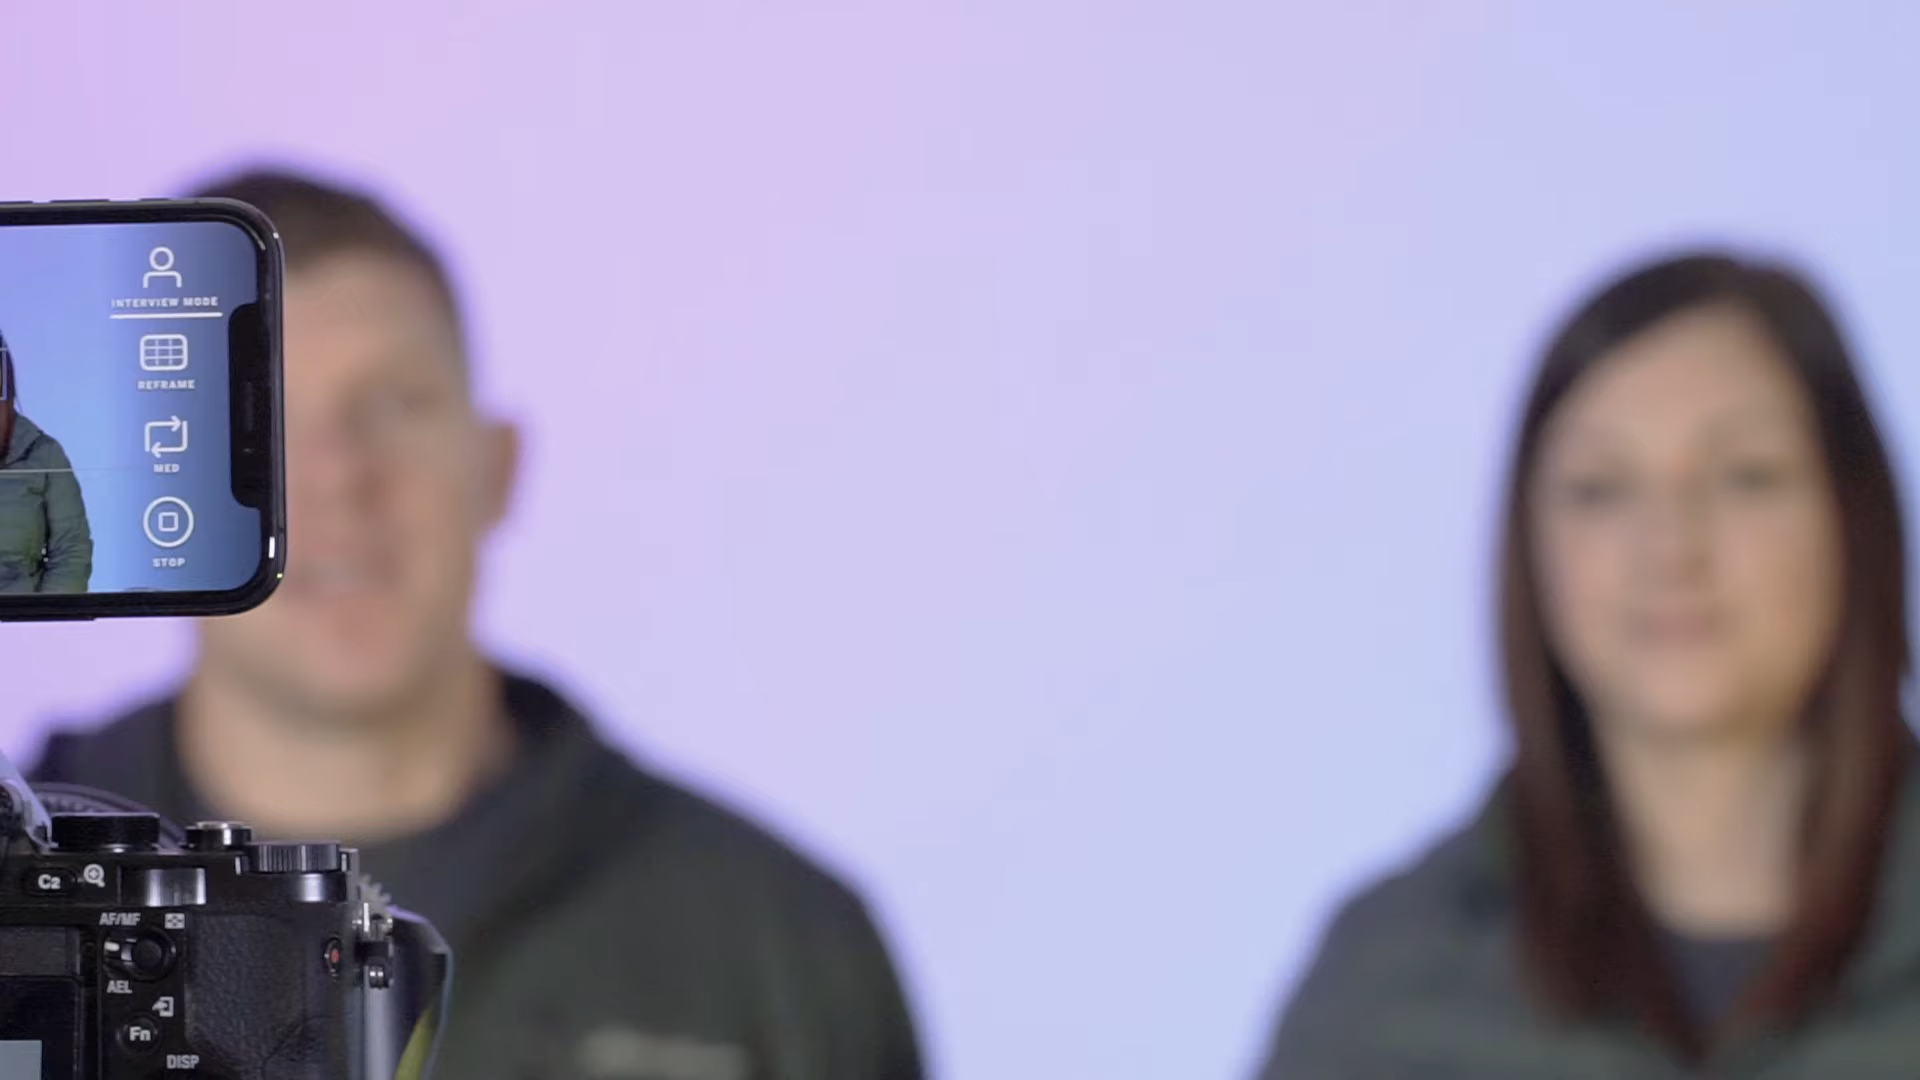 INTERVIEW MODE
REFRAME
MED
STOP
C2
AF/MF
AEL
Fn
DISP